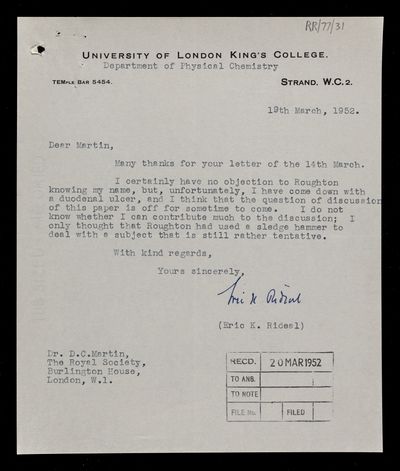 RR/77/31
UNIVERSITY OF LONDON KING'S COLLEGE.
Department of Physical Chemistry
TEMPLE BAR 5454.
STRAND. W.C. 2.
19th March, 1952.
Dear Martin,
Many thanks for your letter of the 14th March.
I certainly have no objection to Roughton
knowing my name, but, unfortunately, I have come down with
a duodenal ulcer, and I think that the question of discussion
of this paper is off for sometime to come. I do not
know whether I can contribute much to the discussion; I
only thought that Roughton had used a sledge hammer to
deal with a subject that is still rather tentative.
With kind regards,
Yours sincerely,
Eric K Rideal
(Eric K. Rideal)
Dr. D.C.Martin,
The Royal Society,
Burlington House,
London, W.1.
RECD. 20 MAR 1952
TO ANS.
TO NOTE
FILE No. FILED